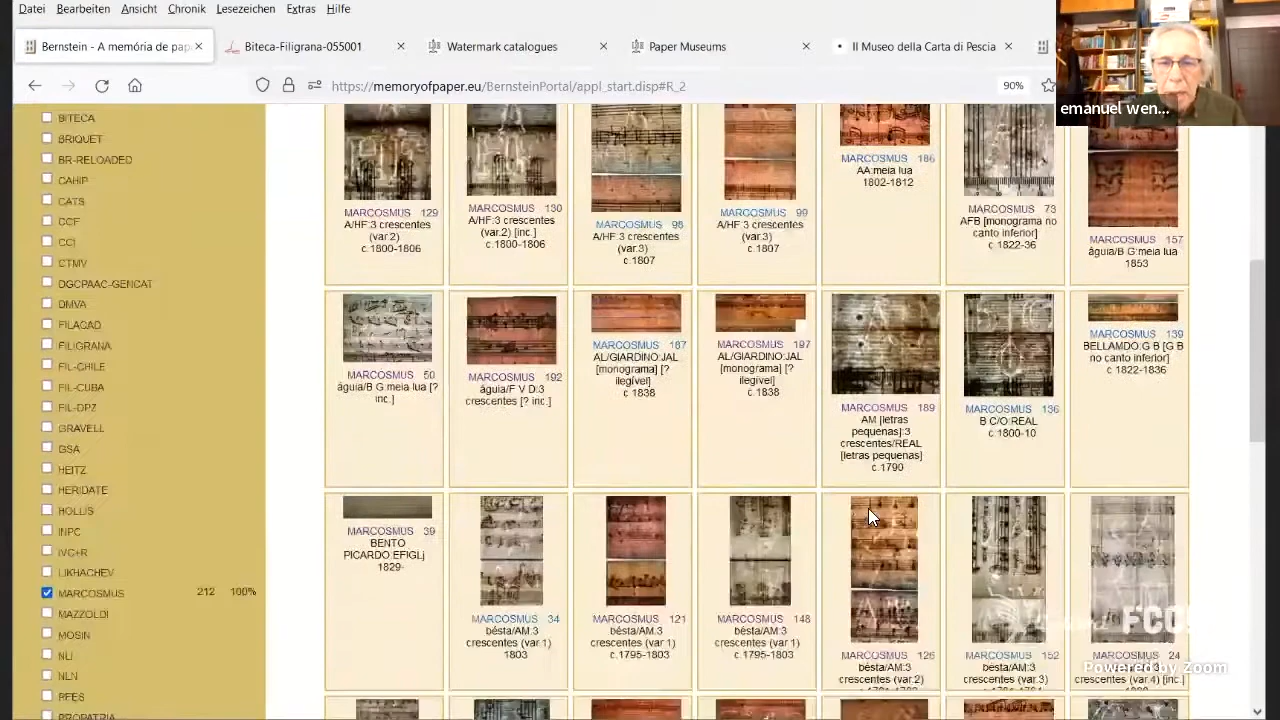 Datei Bearbeiten Ansicht Chronik Lesezeichen Extras Hilfe
Bernstein - A memória de pap
Biteca-Filigrana-055001
Watermark catalogues
Paper Museums
Il Museo della Carta di Pescia
https://memoryofpaper.eu/BernsteinPortal/appl_start.disp#R_2
90%
emanuel wen...
BITECA
BRIQUET
BR-RELOADED
CAHIP
CATS
CCF
CTMV
DGCPAAC-GENCAT
DMVA
FILAGAD
FILIGRANA
FIL-CHILE
FIL-CUBA
FIL-DPZ
GRAVELL
GSA
HEITZ
HERIDATE
HOLLIS
INPC
IVC+R
LIKHACHEV
MARCOSMUS 212 100%
MAZZOLDI
MOSIN
NLI
PFES
PROPATRIA
MARCOSMUS 129
A/HF:3 crescentes
(var.2)
c.1800-1806
MARCOSMUS 130
A/HF:3 crescentes
(var.2) [inc.]
c.1800-1806
MARCOSMUS 98
A/HF:3 crescentes
(var.3)
c.1807
MARCOSMUS 99
A/HF:3 crescentes
(var.3)
c.1807
MARCOSMUS 186
AA:meia lua
1802-1812
MARCOSMUS 73
AFB [monograma no
canto inferior]
c.1822-36
MARCOSMUS 157
águia/B G:meia lua
1853
MARCOSMUS 50
águia/B G:meia lua [?
inc.]
MARCOSMUS 192
águia/F V D:3
crescentes [? inc.]
MARCOSMUS 187
AL/GIARDINO:JAL
[monograma] [?
ilegível]
c.1838
MARCOSMUS 197
AL/GIARDINO:JAL
[monograma] [?
ilegível]
c.1838
MARCOSMUS 189
AM [letras
pequenas]:3
crescentes/REAL
[letras pequenas]
c.1790
MARCOSMUS 136
B C/O:REAL
c.1800-10
MARCOSMUS 139
BELLAMDO:G B [G B
no canto inferior]
c.1822-1836
MARCOSMUS 39
BENTO
PICARDO:EFIGI,j
1829-
MARCOSMUS 34
bésta/AM:3
crescentes (var.1)
1803
MARCOSMUS 121
bésta/AM:3
crescentes (var.1)
c.1795-1803
MARCOSMUS 148
bésta/AM:3
crescentes (var.1)
c.1795-1803
MARCOSMUS 126
bésta/AM:3
crescentes (var.2)
MARCOSMUS 152
bésta/AM:3
crescentes (var.3)
MARCOSMUS 24
crescentes (var.4) [inc.]
Powered by Zoom